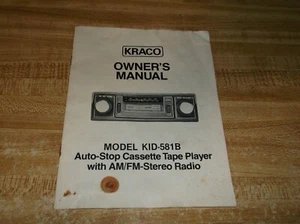 KRACO
OWNER'S
MANUAL
MODEL KID-581B
Auto-Stop Cassette Tape Player
with AM/FM-Stereo Radio